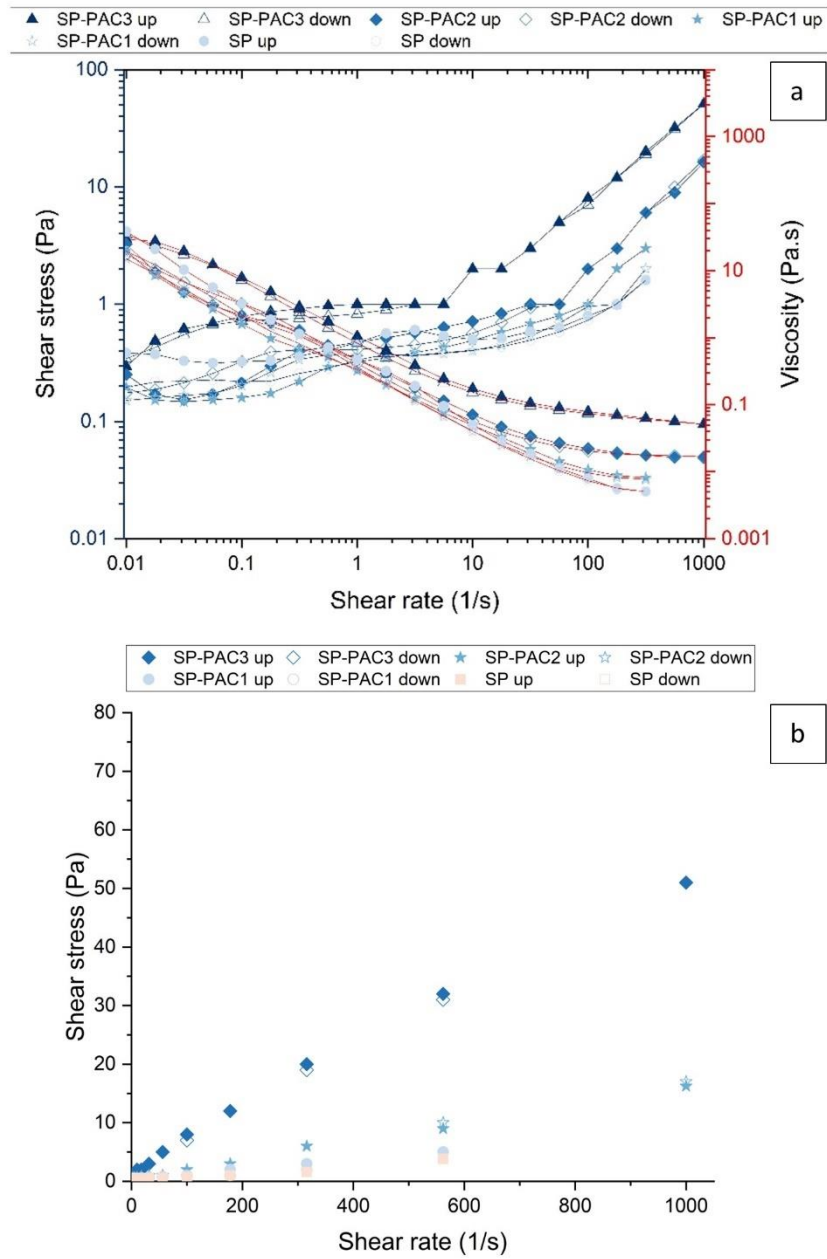 SP-PAC3 up SP-PAC3 down SP-PAC2 up SP-PAC2 down SP-PAC1 up
SP-PAC1 down SP up SP down
a
100
10
1
0.1
0.01
Shear stress (Pa)
1000
10
0.1
0.001
Viscosity (Pa.s)
0.01 0.1 1 10 100 1000
Shear rate (1/s)
SP-PAC3 up SP-PAC3 down SP-PAC2 up SP-PAC2 down
SP-PAC1 up SP-PAC1 down SP up SP down
b
80
70
60
50
40
30
20
10
0
Shear stress (Pa)
0 200 400 600 800 1000
Shear rate (1/s)